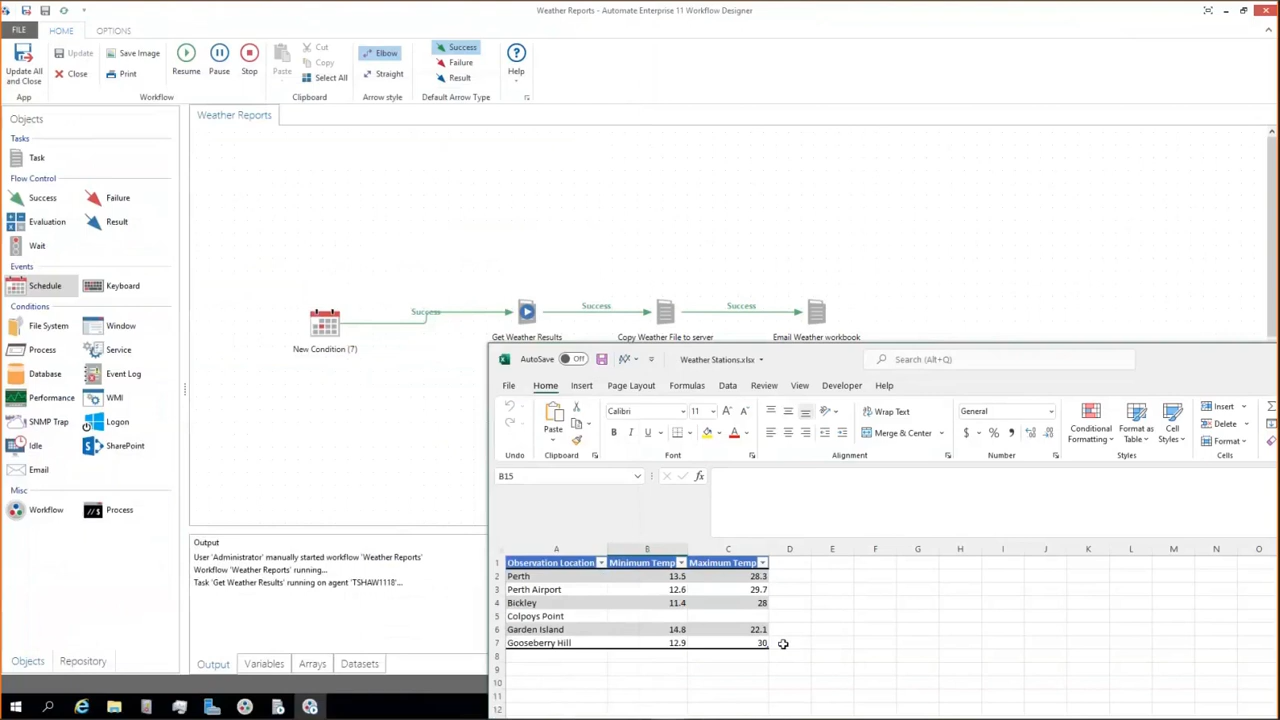 Weather Reports - Automate Enterprise 11 Workflow Designer
FILE
HOME
OPTIONS
Update All and Close
Update
Close
App
Save Image
Print
Resume
Pause
Stop
Workflow
Paste
Cut
Copy
Select All
Clipboard
Elbow
Straight
Arrow style
Success
Failure
Result
Default Arrow Type
Help
Objects
Tasks
Task
Flow Control
Success
Failure
Evaluation
Result
Wait
Events
Schedule
Keyboard
Conditions
File System
Window
Process
Service
Database
Event Log
Performance
WMI
SNMP Trap
Logon
Idle
SharePoint
Email
Misc
Workflow
Process
Objects
Repository
Weather Reports
New Condition (7)
Success
Get Weather Results
Success
Copy Weather File to server
Success
Email Weather workbook
Output
User 'Administrator' manually started workflow 'Weather Reports'
Workflow 'Weather Reports' running...
Task 'Get Weather Results' running on agent 'TSHAW1118'...
Output
Variables
Arrays
Datasets
AutoSave
Off
Weather Stations.xlsx
Search (Alt+Q)
File
Home
Insert
Page Layout
Formulas
Data
Review
View
Developer
Help
Undo
Paste
Clipboard
Calibri
11
Font
Wrap Text
Merge & Center
Alignment
General
Number
Conditional Formatting
Format as Table
Cell Styles
Styles
Insert
Delete
Format
Cells
B15
fx
A B C D E F G H I J K L M N O
1 Observation Location Minimum Temp Maximum Temp
2 Perth 13.5 28.3
3 Perth Airport 12.6 29.7
4 Bickley 11.4 28
5 Colpoys Point
6 Garden Island 14.8 22.1
7 Gooseberry Hill 12.9 30
8
9
10
11
12